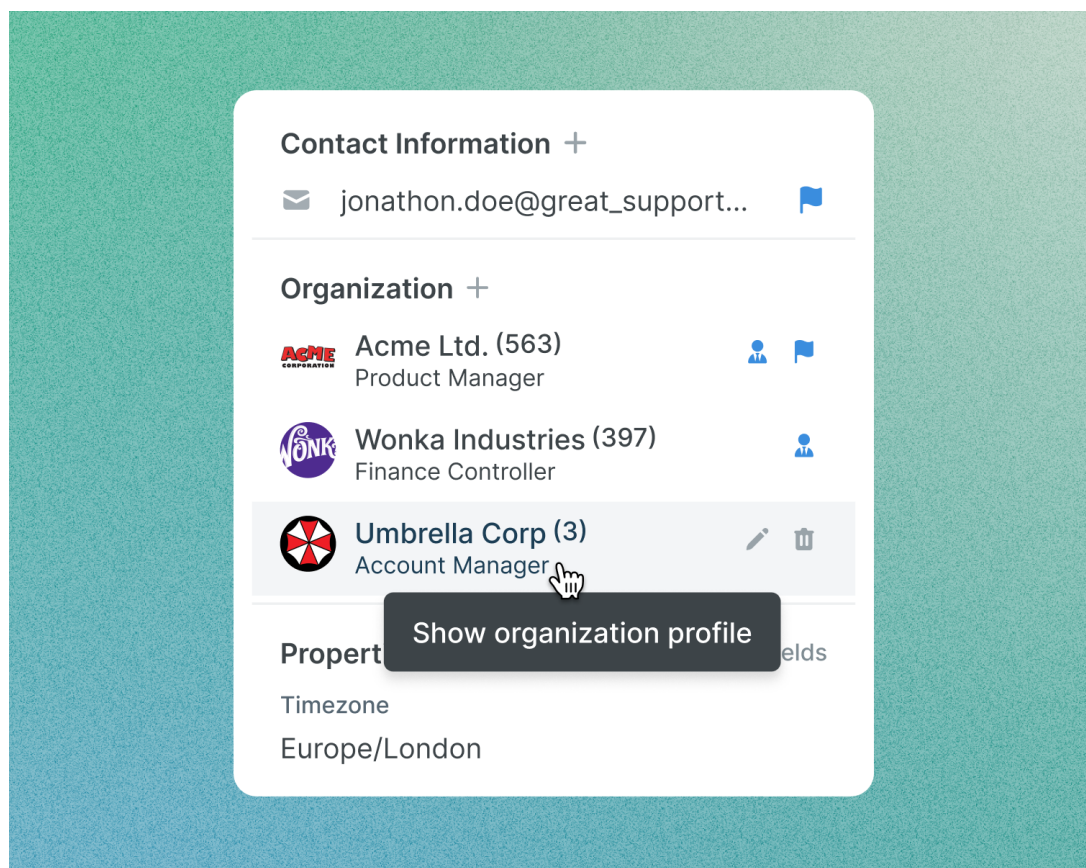 Contact Information
jonathon.doe@great_support...
Organization
ACME
CORPORATION
Acme Ltd. (563)
Product Manager
WONK
Wonka Industries (397)
Finance Controller
Umbrella Corp (3)
Account Manager
Show organization profile
Propert
elds
Timezone
Europe/London